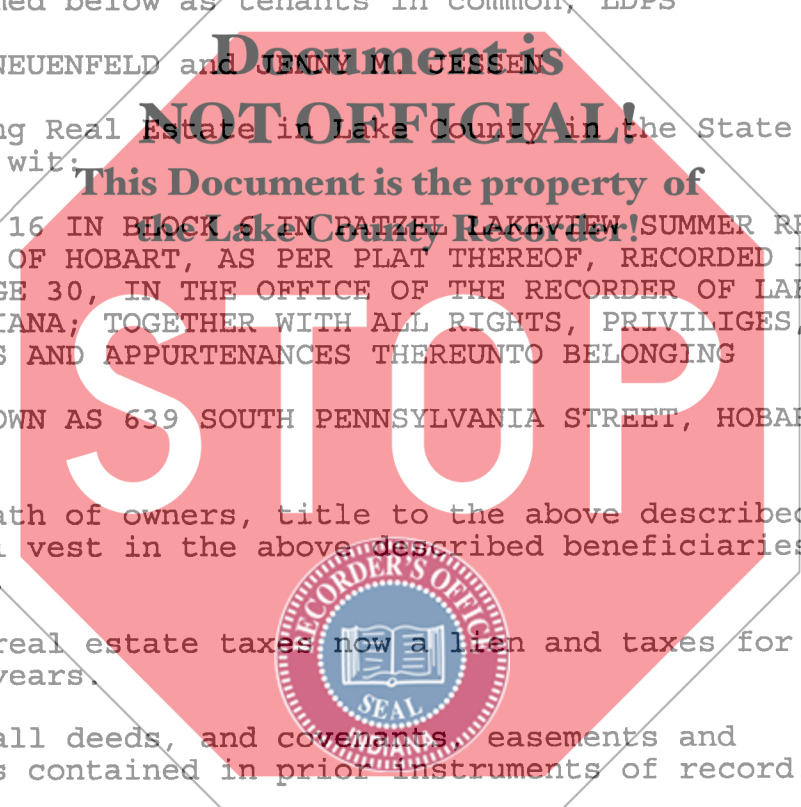 ned below as tenants in common, LDPS
NEUENFELD and JENNY M. JESSEN
Document is
ng Real Estate in Lake County in the State
NOT OFFICIAL!
wit:
This Document is the property of
16 IN BLOCK 6 IN PATZEL LAKEVIEW SUMMER RE
the Lake County Recorder!
OF HOBART, AS PER PLAT THEREOF, RECORDED I
GE 30, IN THE OFFICE OF THE RECORDER OF LAK
IANA; TOGETHER WITH ALL RIGHTS, PRIVILIGES,
S AND APPURTENANCES THEREUNTO BELONGING
STOP
OWN AS 639 SOUTH PENNSYLVANIA STREET, HOBAR
ath of owners, title to the above described
vest in the above described beneficiaries
RECORDER'S OFFICE
real estate taxes now a lien and taxes for
years.
SEAL
INDIANA
all deeds, and covenants, easements and
s contained in prior instruments of record